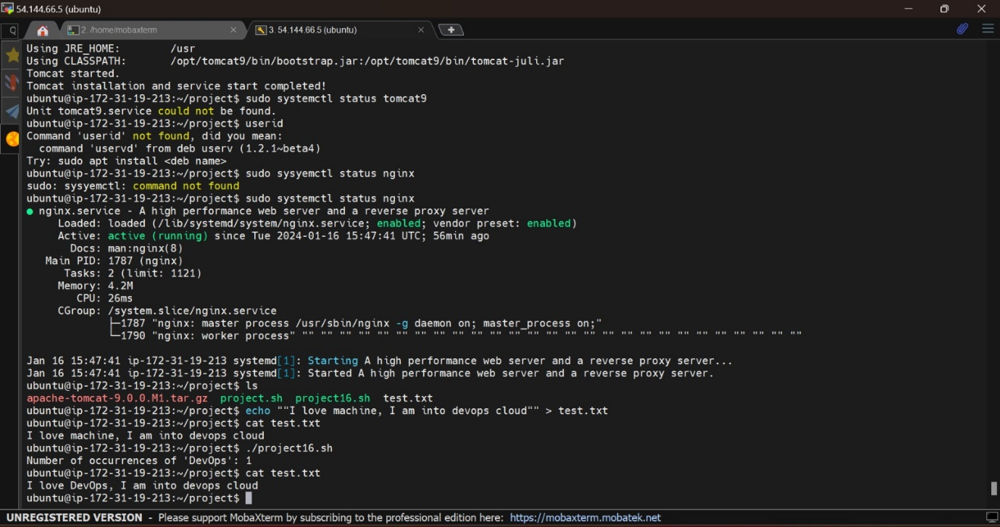 54.144.66.5 (ubuntu)
2. /home/mobaxterm
3. 54.144.66.5 (ubuntu)
Using JRE_HOME:        /usr
Using CLASSPATH:       /opt/tomcat9/bin/bootstrap.jar:/opt/tomcat9/bin/tomcat-juli.jar
Tomcat started.
Tomcat installation and service start completed!
ubuntu@ip-172-31-19-213:~/project$ sudo systemctl status tomcat9
Unit tomcat9.service could not be found.
ubuntu@ip-172-31-19-213:~/project$ userid
Command 'userid' not found, did you mean:
  command 'uservd' from deb userv (1.2.1~beta4)
Try: sudo apt install <deb name>
ubuntu@ip-172-31-19-213:~/project$ sudo sysyemctl status nginx
sudo: sysyemctl: command not found
ubuntu@ip-172-31-19-213:~/project$ sudo systemctl status nginx
● nginx.service - A high performance web server and a reverse proxy server
     Loaded: loaded (/lib/systemd/system/nginx.service; enabled; vendor preset: enabled)
     Active: active (running) since Tue 2024-01-16 15:47:41 UTC; 56min ago
       Docs: man:nginx(8)
   Main PID: 1787 (nginx)
      Tasks: 2 (limit: 1121)
     Memory: 4.2M
        CPU: 26ms
     CGroup: /system.slice/nginx.service
             ├─1787 "nginx: master process /usr/sbin/nginx -g daemon on; master_process on;"
             └─1790 "nginx: worker process" "" "" "" "" "" "" "" "" "" "" "" "" "" "" "" "" "" "" "" "" "" "" "" "" "" "" ""
Jan 16 15:47:41 ip-172-31-19-213 systemd[1]: Starting A high performance web server and a reverse proxy server...
Jan 16 15:47:41 ip-172-31-19-213 systemd[1]: Started A high performance web server and a reverse proxy server.
ubuntu@ip-172-31-19-213:~/project$ ls
apache-tomcat-9.0.0.M1.tar.gz  project.sh  project16.sh  test.txt
ubuntu@ip-172-31-19-213:~/project$ echo ""I love machine, I am into devops cloud"" > test.txt
ubuntu@ip-172-31-19-213:~/project$ cat test.txt
I love machine, I am into devops cloud
ubuntu@ip-172-31-19-213:~/project$ ./project16.sh
Number of occurrences of 'DevOps': 1
ubuntu@ip-172-31-19-213:~/project$ cat test.txt
I love DevOps, I am into devops cloud
ubuntu@ip-172-31-19-213:~/project$
UNREGISTERED VERSION - Please support MobaXterm by subscribing to the professional edition here: https://mobaxterm.mobatek.net